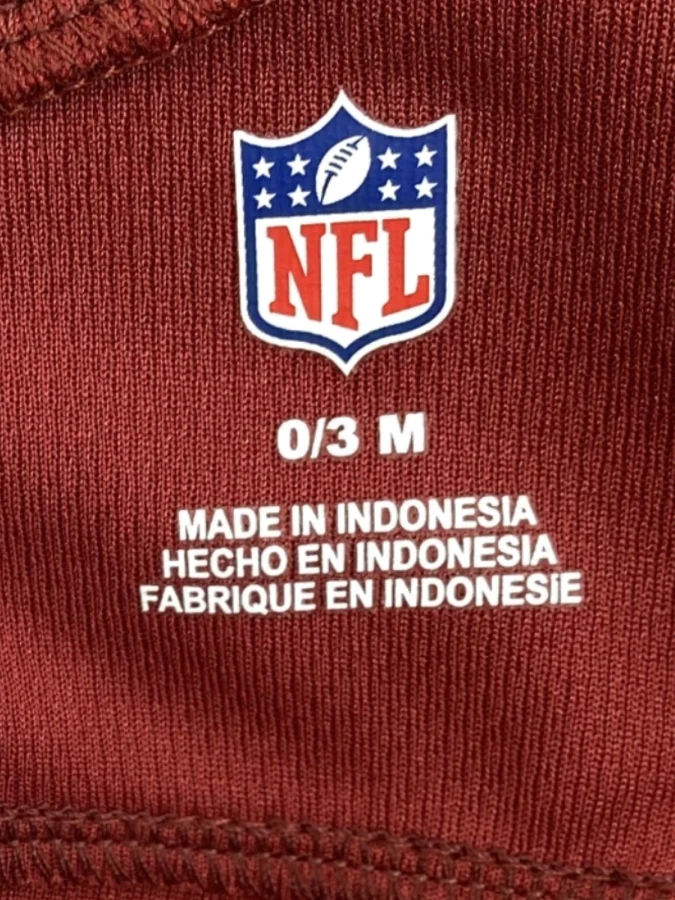 NFL
0/3 M
MADE IN INDONESIA
HECHO EN INDONESIA
FABRIQUE EN INDONESiE